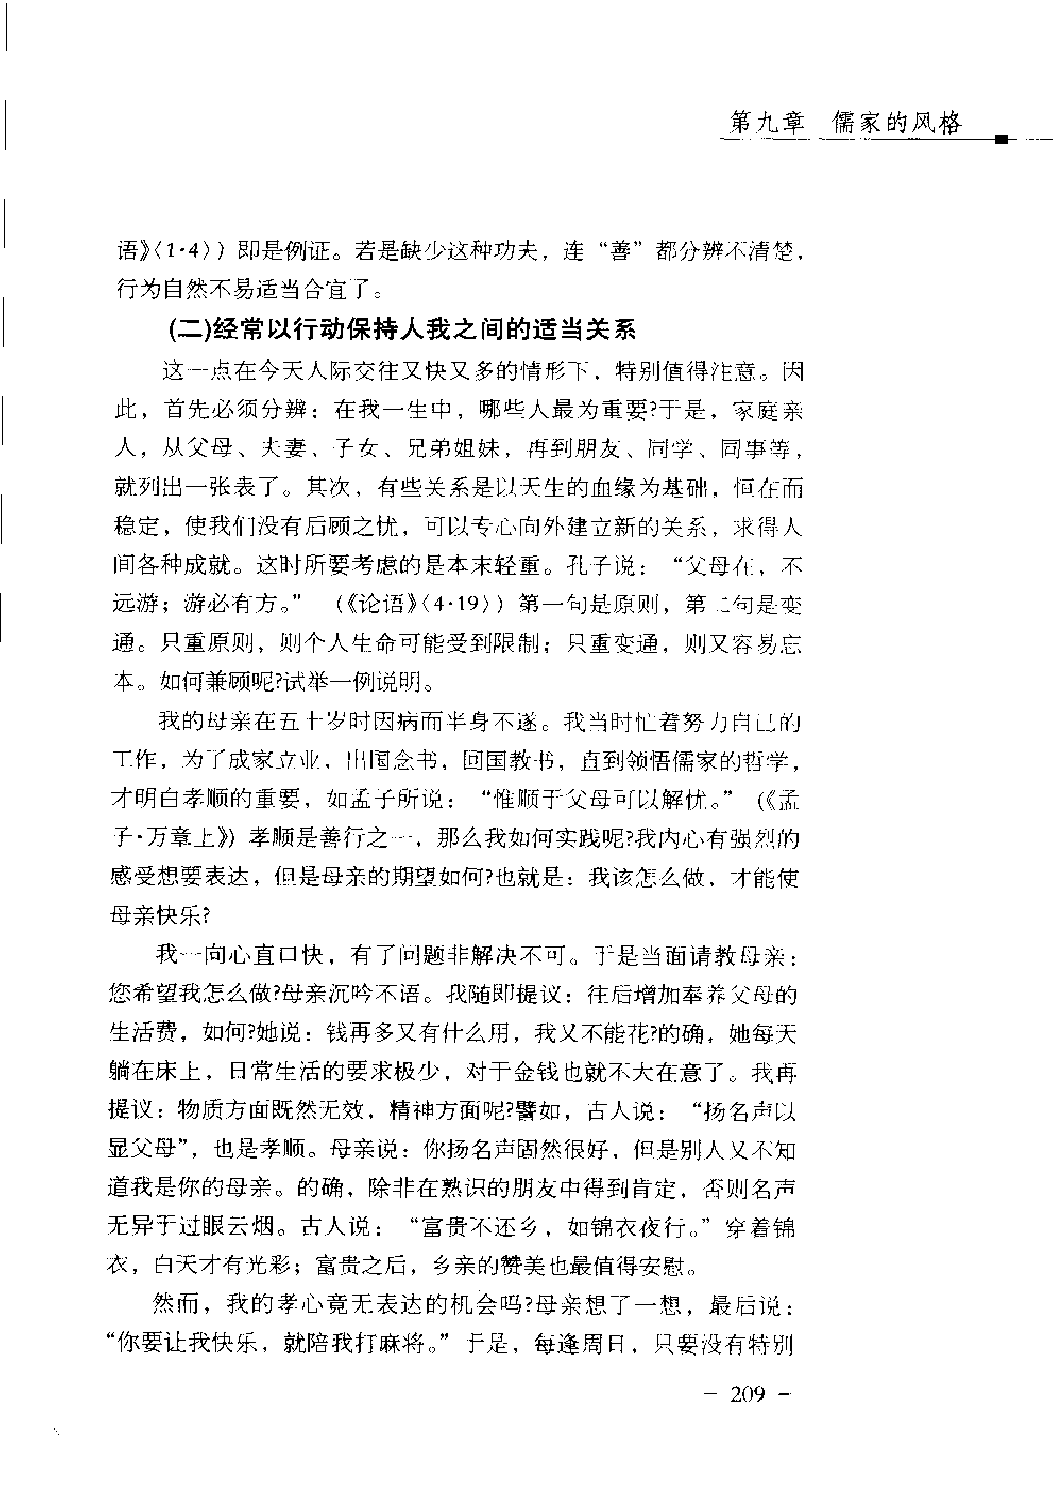 第九章 儒家的风格
语》〈1·4〉）即是例证。若是缺少这种功夫，连“善”都分辨不清楚，
行为自然不易适当合宜了。
(二)经常以行动保持人我之间的适当关系
这一点在今天人际交往又快又多的情形下，特别值得注意。因
此，首先必须分辨：在我一生中，哪些人最为重要?于是，家庭亲
人，从父母、夫妻、子女、兄弟姐妹，再到朋友、同学、同事等，
就列出一张表了。其次，有些关系是以天生的血缘为基础，恒在而
稳定，使我们没有后顾之忧，可以专心向外建立新的关系，求得人
间各种成就。这时所要考虑的是本末轻重。孔子说：“父母在，不
远游；游必有方。”（《论语》〈4·19〉）第一句是原则，第二句是变
通。只重原则，则个人生命可能受到限制；只重变通，则又容易忘
本。如何兼顾呢?试举一例说明。
我的母亲在五十岁时因病而半身不遂。我当时忙着努力自己的
工作，为了成家立业，出国念书，回国教书，直到领悟儒家的哲学，
才明白孝顺的重要，如孟子所说：“惟顺于父母可以解忧。”（《孟
子·万章上》）孝顺是善行之一，那么我如何实践呢?我内心有强烈的
感受想要表达，但是母亲的期望如何?也就是：我该怎么做，才能使
母亲快乐?
我一向心直口快，有了问题非解决不可。于是当面请教母亲：
您希望我怎么做?母亲沉吟不语。我随即提议：往后增加奉养父母的
生活费，如何?她说：钱再多又有什么用，我又不能花?的确，她每天
躺在床上，日常生活的要求极少，对于金钱也就不大在意了。我再
提议：物质方面既然无效，精神方面呢?譬如，古人说：“扬名声以
显父母”，也是孝顺。母亲说：你扬名声固然很好，但是别人又不知
道我是你的母亲。的确，除非在熟识的朋友中得到肯定，否则名声
无异于过眼云烟。古人说：“富贵不还乡，如锦衣夜行。”穿着锦
衣，白天才有光彩；富贵之后，乡亲的赞美也最值得安慰。
然而，我的孝心竟无表达的机会吗?母亲想了一想，最后说：
“你要让我快乐，就陪我打麻将。”于是，每逢周日，只要没有特别
- 209 -